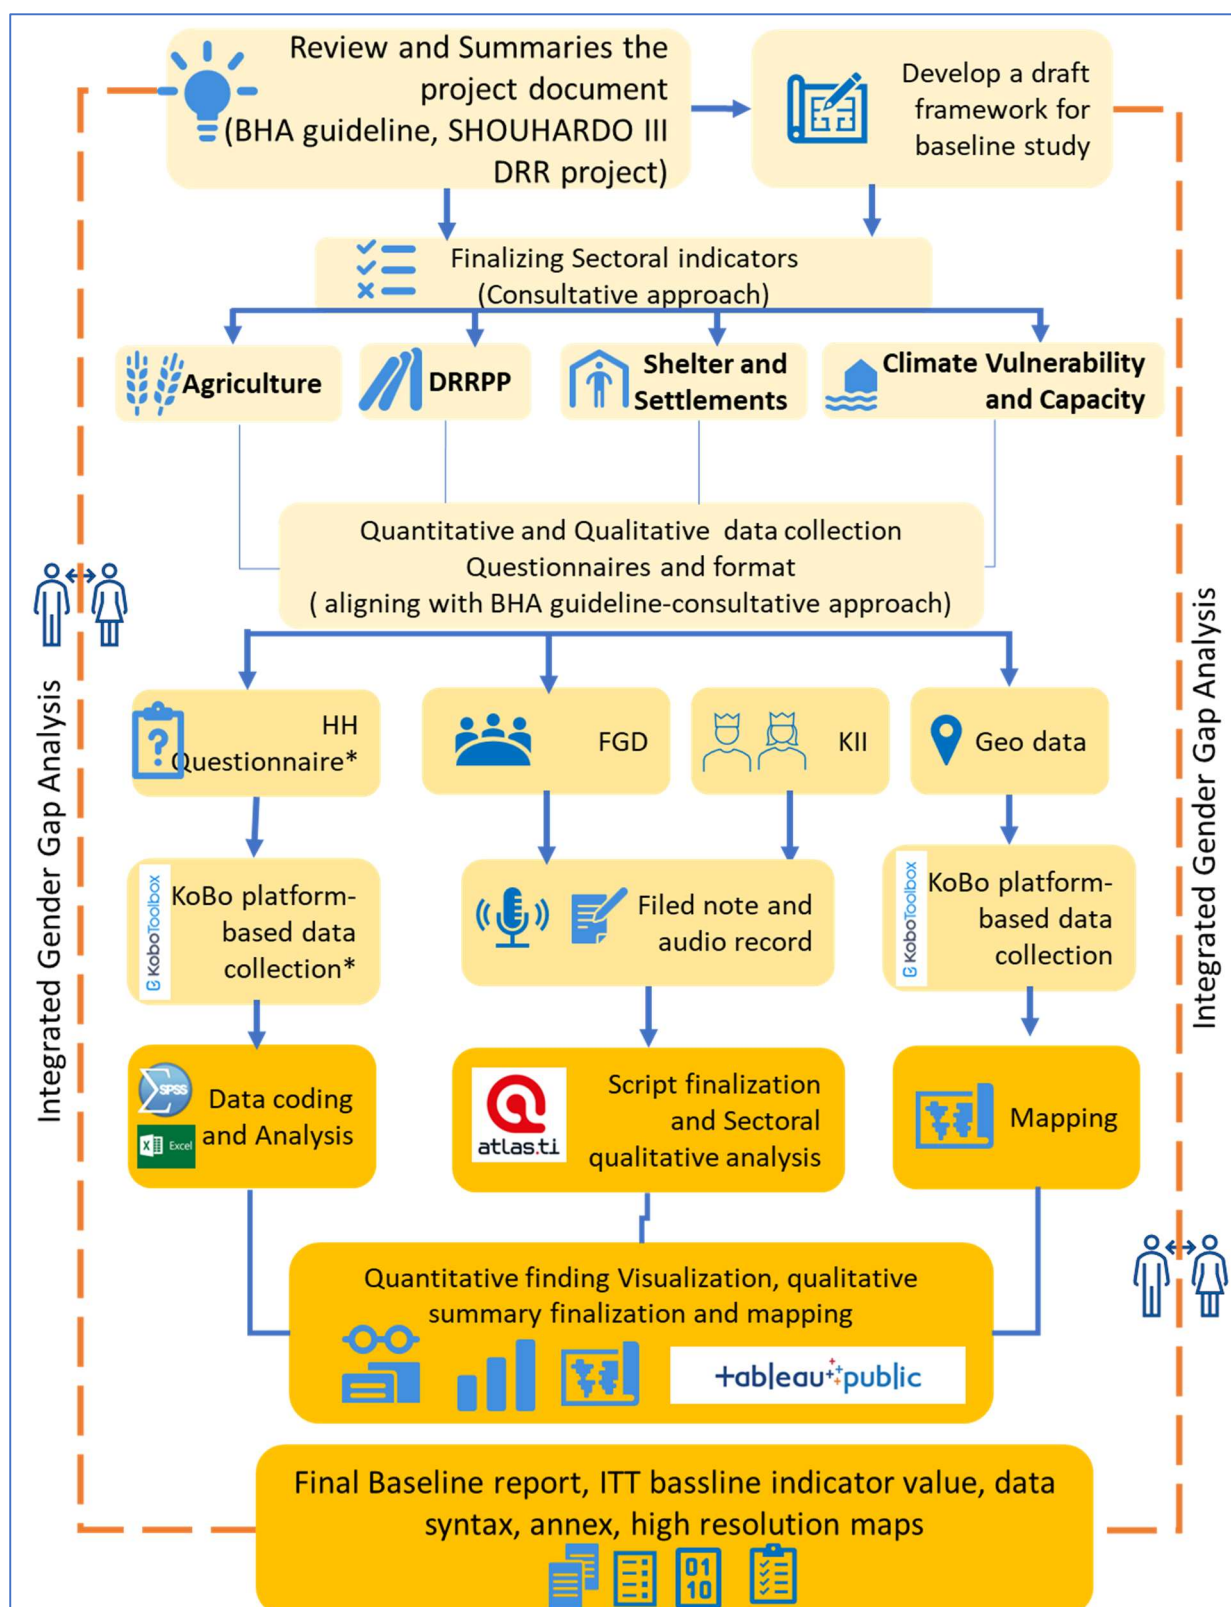 Review and Summaries the
project document
(BHA guideline, SHOUHARDO III
DRR project)
Develop a draft
framework for
baseline study
Finalizing Sectoral indicators
(Consultative approach)
Agriculture
DRRPP
Shelter and
Settlements
Climate Vulnerability
and Capacity
Quantitative and Qualitative data collection
Questionnaires and format
( aligning with BHA guideline-consultative approach)
Integrated Gender Gap Analysis
Integrated Gender Gap Analysis
?
HH
Questionnaire*
FGD
KII
Geo data
KoboToolbox
KoBo platform-
based data
collection*
Filed note and
audio record
KoboToolbox
KoBo platform-
based data
collection
Σ SPSS
X Excel
Data coding
and Analysis
atlas.ti
Script finalization
and Sectoral
qualitative analysis
Mapping
Quantitative finding Visualization, qualitative
summary finalization and mapping
+ableau public
Final Baseline report, ITT bassline indicator value, data
syntax, annex, high resolution maps
01
10